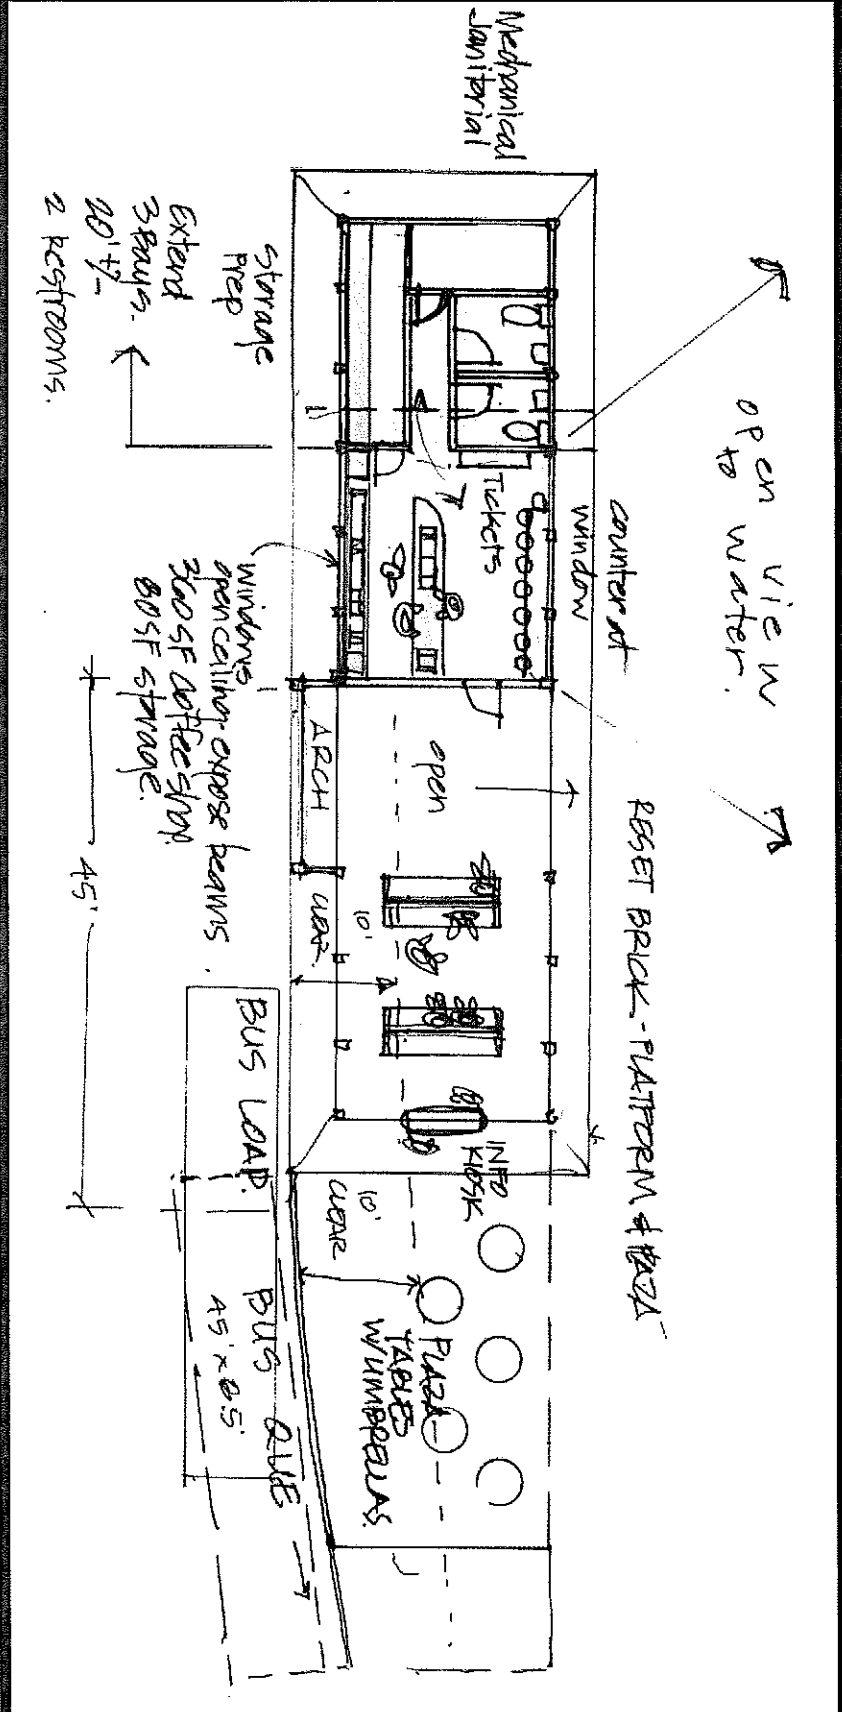 Mechanical
Janitorial
Storage
Prep
Extend
3 Bays.
20' +/-
2 Restrooms.
open view
to water.
counter at
window
Tickets
windows
open ceiling-expose beams.
360 SF coffee shop.
80 SF storage.
45'
ARCH
open
10'
CLEAR.
RESET BRICK - PLATFORM & PLAZA
INFO
KIOSK
BUS LOAD.
10'
CLEAR
PLAZA
TABLES
W/UMBRELLAS.
BUS QUE
45' x 8.5'